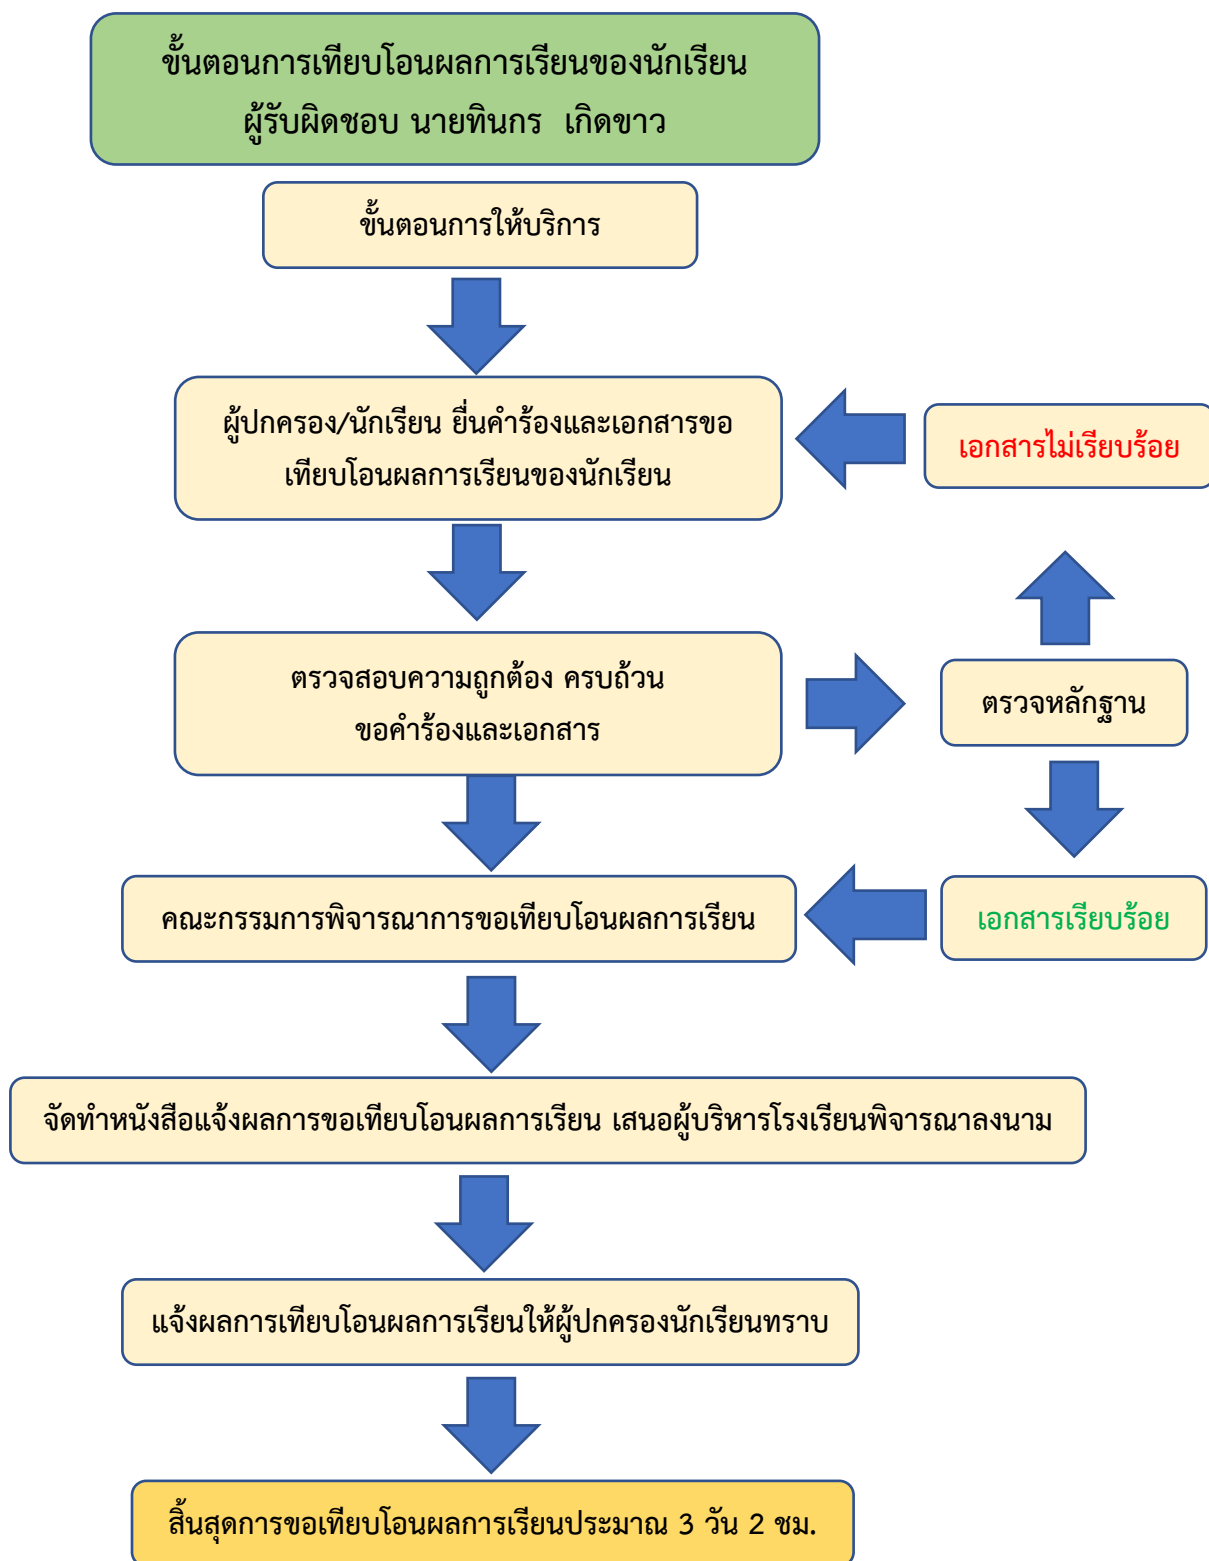 ขั้นตอนการเทียบโอนผลการเรียนของนักเรียน
ผู้รับผิดชอบ นายทินกร เกิดขาว
ขั้นตอนการให้บริการ
ผู้ปกครอง/นักเรียน ยื่นคำร้องและเอกสารขอ
เทียบโอนผลการเรียนของนักเรียน
เอกสารไม่เรียบร้อย
ตรวจสอบความถูกต้อง ครบถ้วน
ขอคำร้องและเอกสาร
ตรวจหลักฐาน
คณะกรรมการพิจารณาการขอเทียบโอนผลการเรียน
เอกสารเรียบร้อย
จัดทำหนังสือแจ้งผลการขอเทียบโอนผลการเรียน เสนอผู้บริหารโรงเรียนพิจารณาลงนาม
แจ้งผลการเทียบโอนผลการเรียนให้ผู้ปกครองนักเรียนทราบ
สิ้นสุดการขอเทียบโอนผลการเรียนประมาณ 3 วัน 2 ชม.